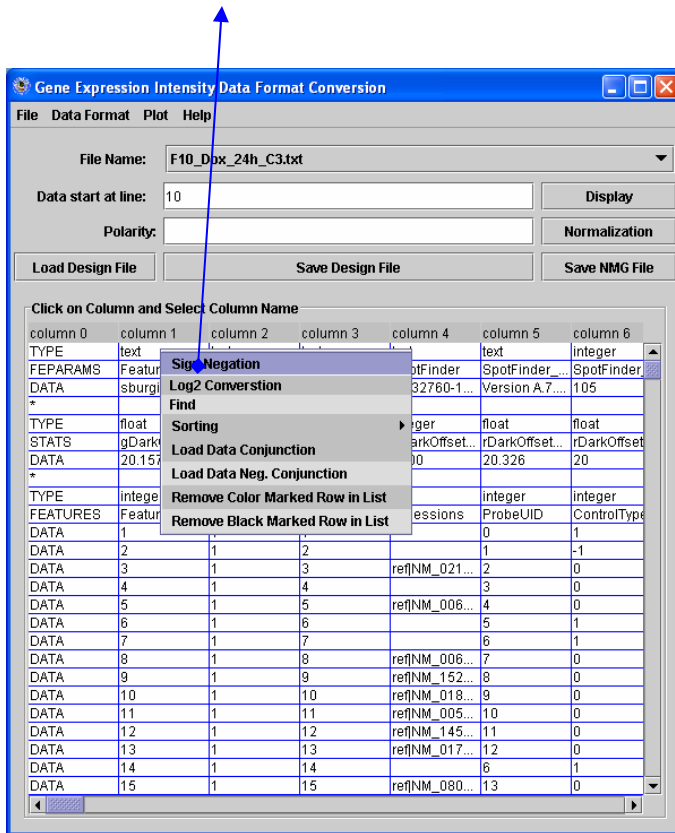 Gene Expression Intensity Data Format Conversion
File Data Format Plot Help
File Name: F10_Dox_24h_C3.txt
Data start at line: 10 Display
Polarity: Normalization
Load Design File Save Design File Save NMG File
Click on Column and Select Column Name
column 0 column 1 column 2 column 3 column 4 column 5 column 6
TYPE text text integer
FEPARAMS Featur otFinder SpotFinder_... SpotFinder_
DATA sburgi 32760-1... Version A.7.... 105
*
TYPE float ger float float
STATS gDark arkOffset... rDarkOffset... rDarkOffset
DATA 20.157 00 20.326 20
*
TYPE intege integer integer
FEATURES Featur essions ProbeUID ControlType
Sign Negation
Log2 Converstion
Find
Sorting
Load Data Conjunction
Load Data Neg. Conjunction
Remove Color Marked Row in List
Remove Black Marked Row in List
DATA 1 1 1 0 1
DATA 2 1 2 1 -1
DATA 3 1 3 ref|NM_021... 2 0
DATA 4 1 4 3 0
DATA 5 1 5 ref|NM_006... 4 0
DATA 6 1 6 5 1
DATA 7 1 7 6 1
DATA 8 1 8 ref|NM_006... 7 0
DATA 9 1 9 ref|NM_152... 8 0
DATA 10 1 10 ref|NM_018... 9 0
DATA 11 1 11 ref|NM_005... 10 0
DATA 12 1 12 ref|NM_145... 11 0
DATA 13 1 13 ref|NM_017... 12 0
DATA 14 1 14 6 1
DATA 15 1 15 ref|NM_080... 13 0